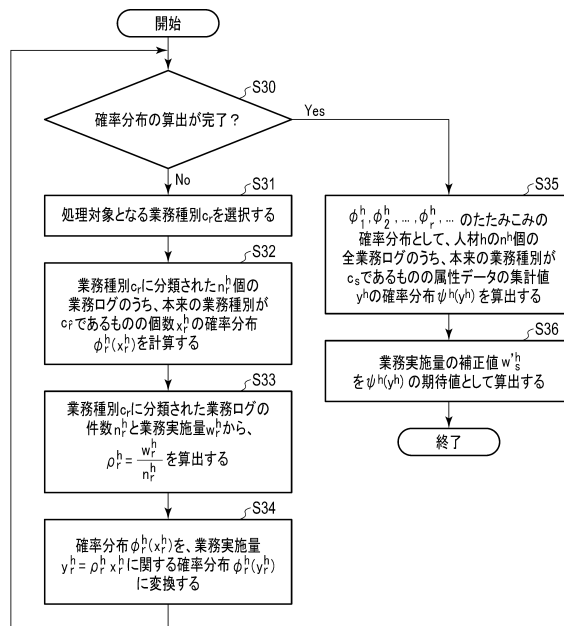 開始
S30
確率分布の算出が完了?
Yes
No
S31
処理対象となる業務種別c_rを選択する
S32
業務種別c_rに分類されたn_r^h個の
業務ログのうち、本来の業務種別が
c_r̂であるものの個数x_r^hの確率分布
φ_r^h(x_r^h)を計算する
S33
業務種別c_rに分類された業務ログの
件数n_r^hと業務実施量w_r^hから、
ρ_r^h = w_r^h / n_r^h を算出する
S34
確率分布φ_r^h(x_r^h)を、業務実施量
y_r^h = ρ_r^h x_r^hに関する確率分布φ_r^h(y_r^h)
に変換する
S35
φ_1^h, φ_2^h, ..., φ_r^h, ... のたたみこみの
確率分布として、人材hのn^h個の
全業務ログのうち、本来の業務種別が
c_sであるものの属性データの集計値
y^hの確率分布ψ^h(y^h)を算出する
S36
業務実施量の補正値w'_s^h
をψ^h(y^h)の期待値として算出する
終了